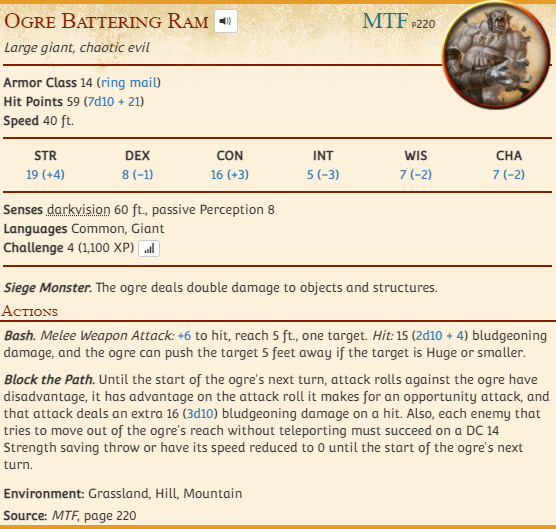 Ogre Battering Ram
MTF p220
Large giant, chaotic evil
Armor Class 14 (ring mail)
Hit Points 59 (7d10 + 21)
Speed 40 ft.
STR DEX CON INT WIS CHA
19 (+4) 8 (−1) 16 (+3) 5 (−3) 7 (−2) 7 (−2)
Senses darkvision 60 ft., passive Perception 8
Languages Common, Giant
Challenge 4 (1,100 XP)
Siege Monster. The ogre deals double damage to objects and structures.
Actions
Bash. Melee Weapon Attack: +6 to hit, reach 5 ft., one target. Hit: 15 (2d10 + 4) bludgeoning
damage, and the ogre can push the target 5 feet away if the target is Huge or smaller.
Block the Path. Until the start of the ogre's next turn, attack rolls against the ogre have
disadvantage, it has advantage on the attack roll it makes for an opportunity attack, and
that attack deals an extra 16 (3d10) bludgeoning damage on a hit. Also, each enemy that
tries to move out of the ogre's reach without teleporting must succeed on a DC 14
Strength saving throw or have its speed reduced to 0 until the start of the ogre's next
turn.
Environment: Grassland, Hill, Mountain
Source: MTF, page 220